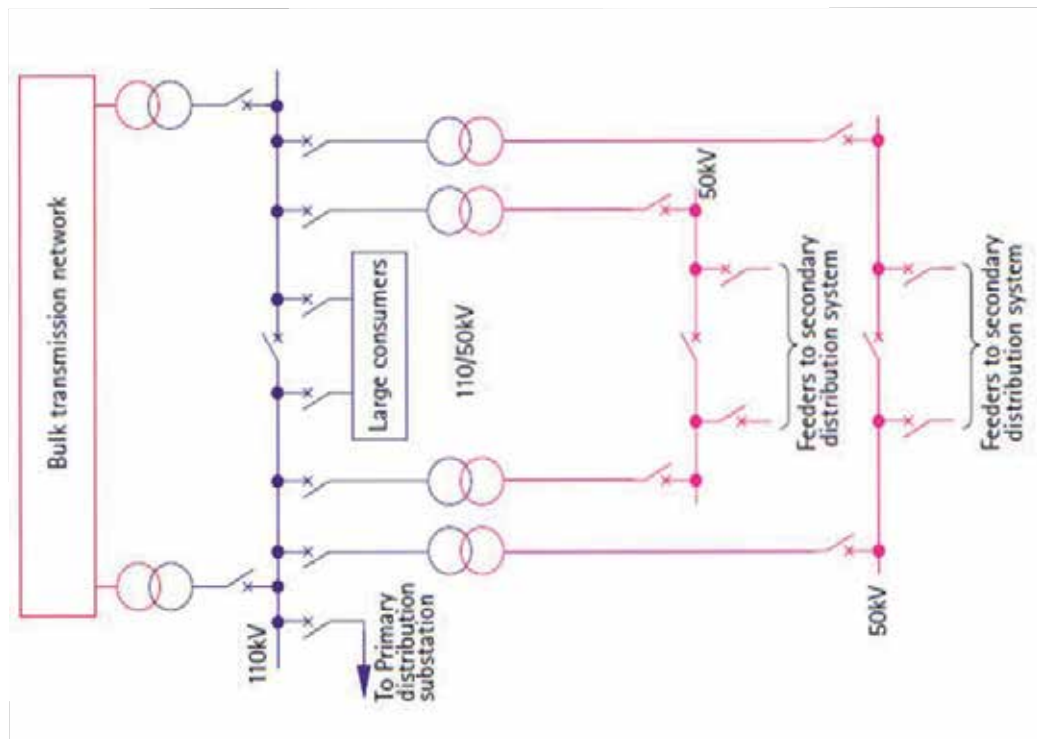 Bulk transmission network
110kV
To Primary
distribution
substation
Large consumers
110/50kV
50kV
Feeders to secondary
distribution system
50kV
Feeders to secondary
distribution system